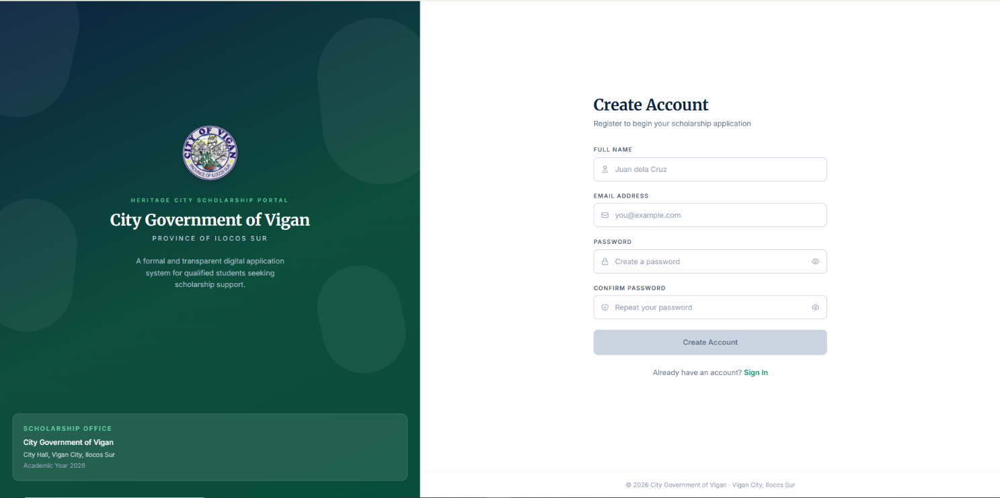 CITY OF VIGAN
PROVINCE OF ILOCOS SUR
HERITAGE CITY SCHOLARSHIP PORTAL
City Government of Vigan
PROVINCE OF ILOCOS SUR
A formal and transparent digital application
system for qualified students seeking
scholarship support.
SCHOLARSHIP OFFICE
City Government of Vigan
City Hall, Vigan City, Ilocos Sur
Academic Year 2026
Create Account
Register to begin your scholarship application
FULL NAME
Juan dela Cruz
EMAIL ADDRESS
you@example.com
PASSWORD
Create a password
CONFIRM PASSWORD
Repeat your password
Create Account
Already have an account? Sign In
© 2026 City Government of Vigan · Vigan City, Ilocos Sur